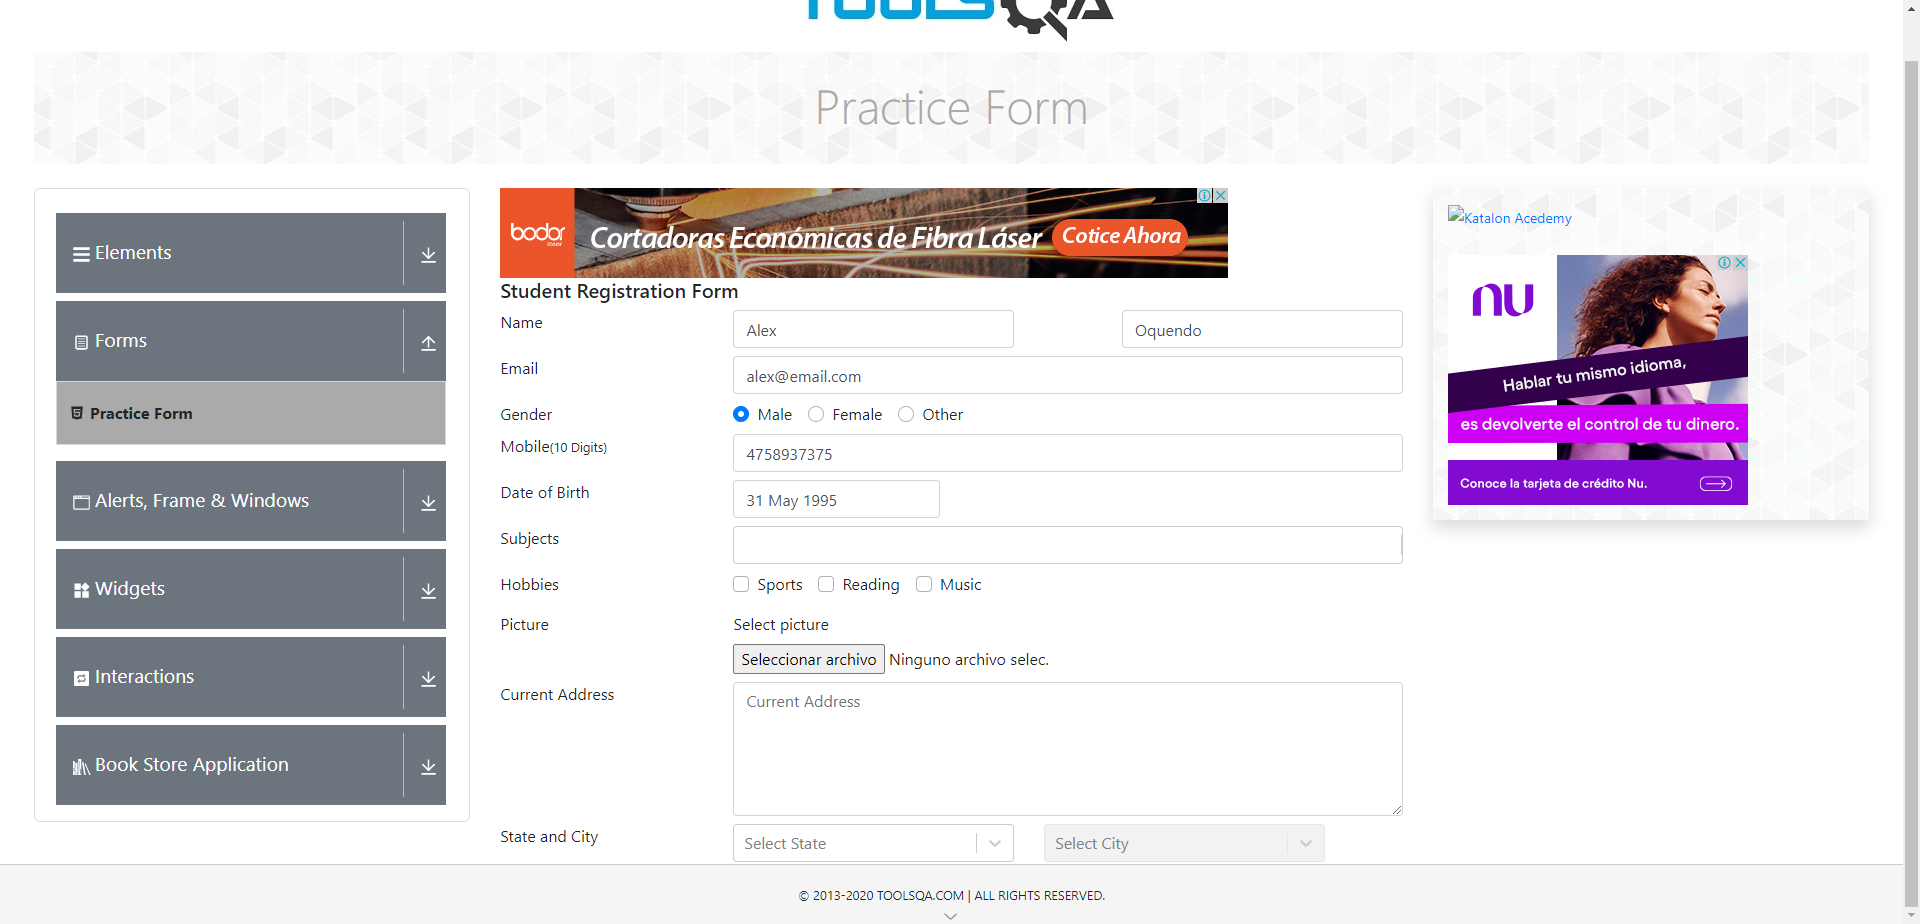 TOOLSQA
Practice Form
Elements
Forms
Practice Form
Alerts, Frame & Windows
Widgets
Interactions
Book Store Application
bodor
laser
Cortadoras Económicas de Fibra Láser
Cotice Ahora
Student Registration Form
Name
Alex
Oquendo
Email
alex@email.com
Gender
Male
Female
Other
Mobile(10 Digits)
4758937375
Date of Birth
31 May 1995
Subjects
Hobbies
Sports
Reading
Music
Picture
Select picture
Seleccionar archivo
Ninguno archivo selec.
Current Address
Current Address
State and City
Select State
Select City
Katalon Acedemy
nu
Hablar tu mismo idioma,
es devolverte el control de tu dinero.
Conoce la tarjeta de crédito Nu.
© 2013-2020 TOOLSQA.COM | ALL RIGHTS RESERVED.